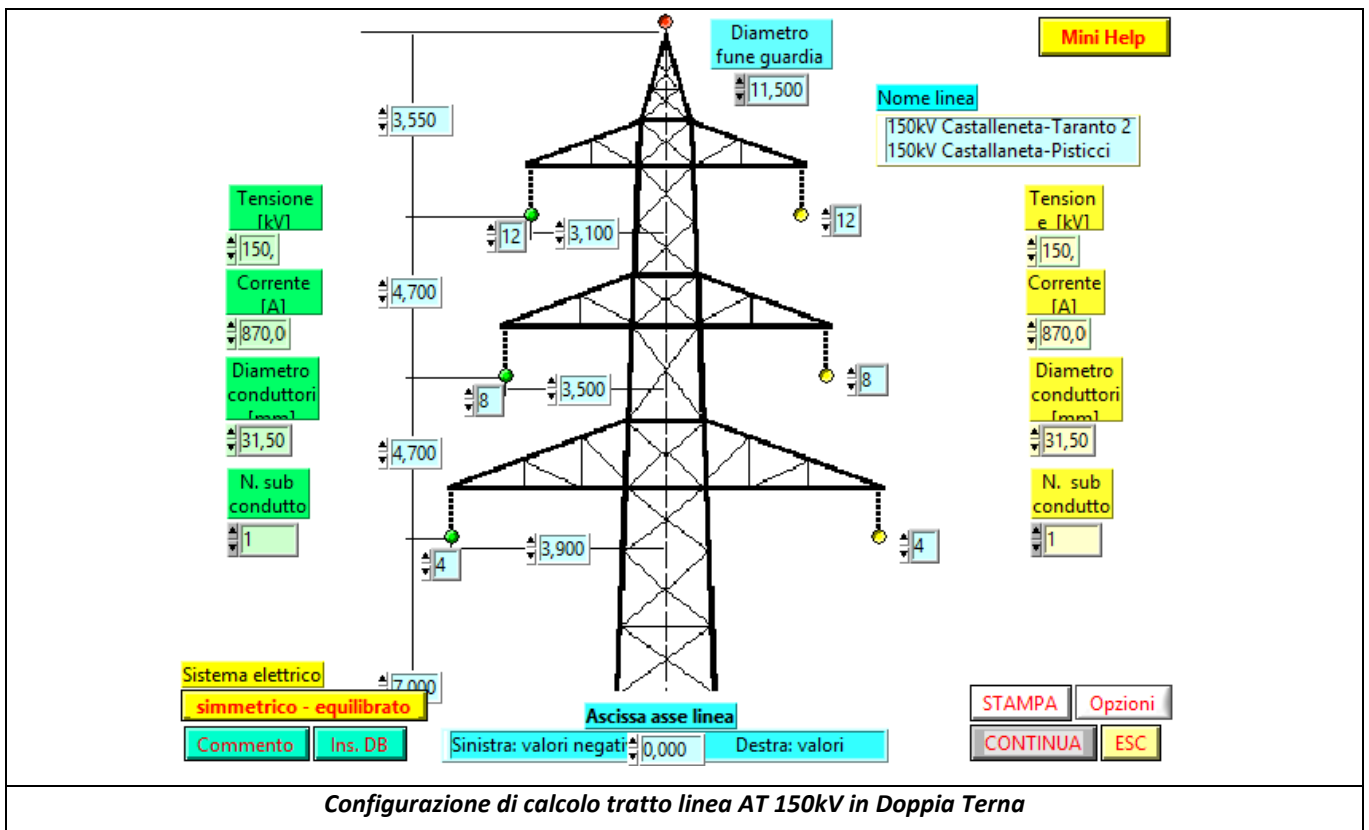 Diametro
fune guardia
11,500
Mini Help
Nome linea
150kV Castalleneta-Taranto 2
150kV Castallaneta-Pisticci
3,550
Tensione
[kV]
150,
Tension
e [kV]
150,
12
3,100
12
Corrente
[A]
870,0
4,700
Corrente
[A]
870,0
Diametro
conduttori
[mm]
31,50
8
3,500
8
Diametro
conduttori
[mm]
31,50
4,700
N. sub
condutto
1
N. sub
condutto
1
4
3,900
4
Sistema elettrico
simmetrico - equilibrato
7,000
Commento
Ins. DB
Ascissa asse linea
Sinistra: valori negati
0,000
Destra: valori
STAMPA
Opzioni
CONTINUA
ESC
Configurazione di calcolo tratto linea AT 150kV in Doppia Terna